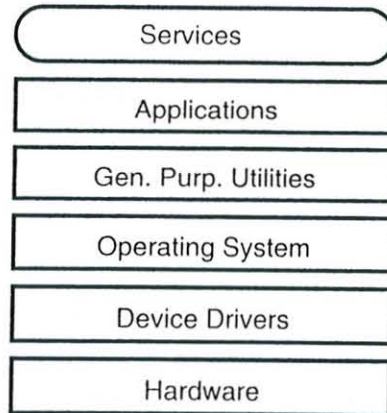 Services
Applications
Gen. Purp. Utilities
Operating System
Device Drivers
Hardware